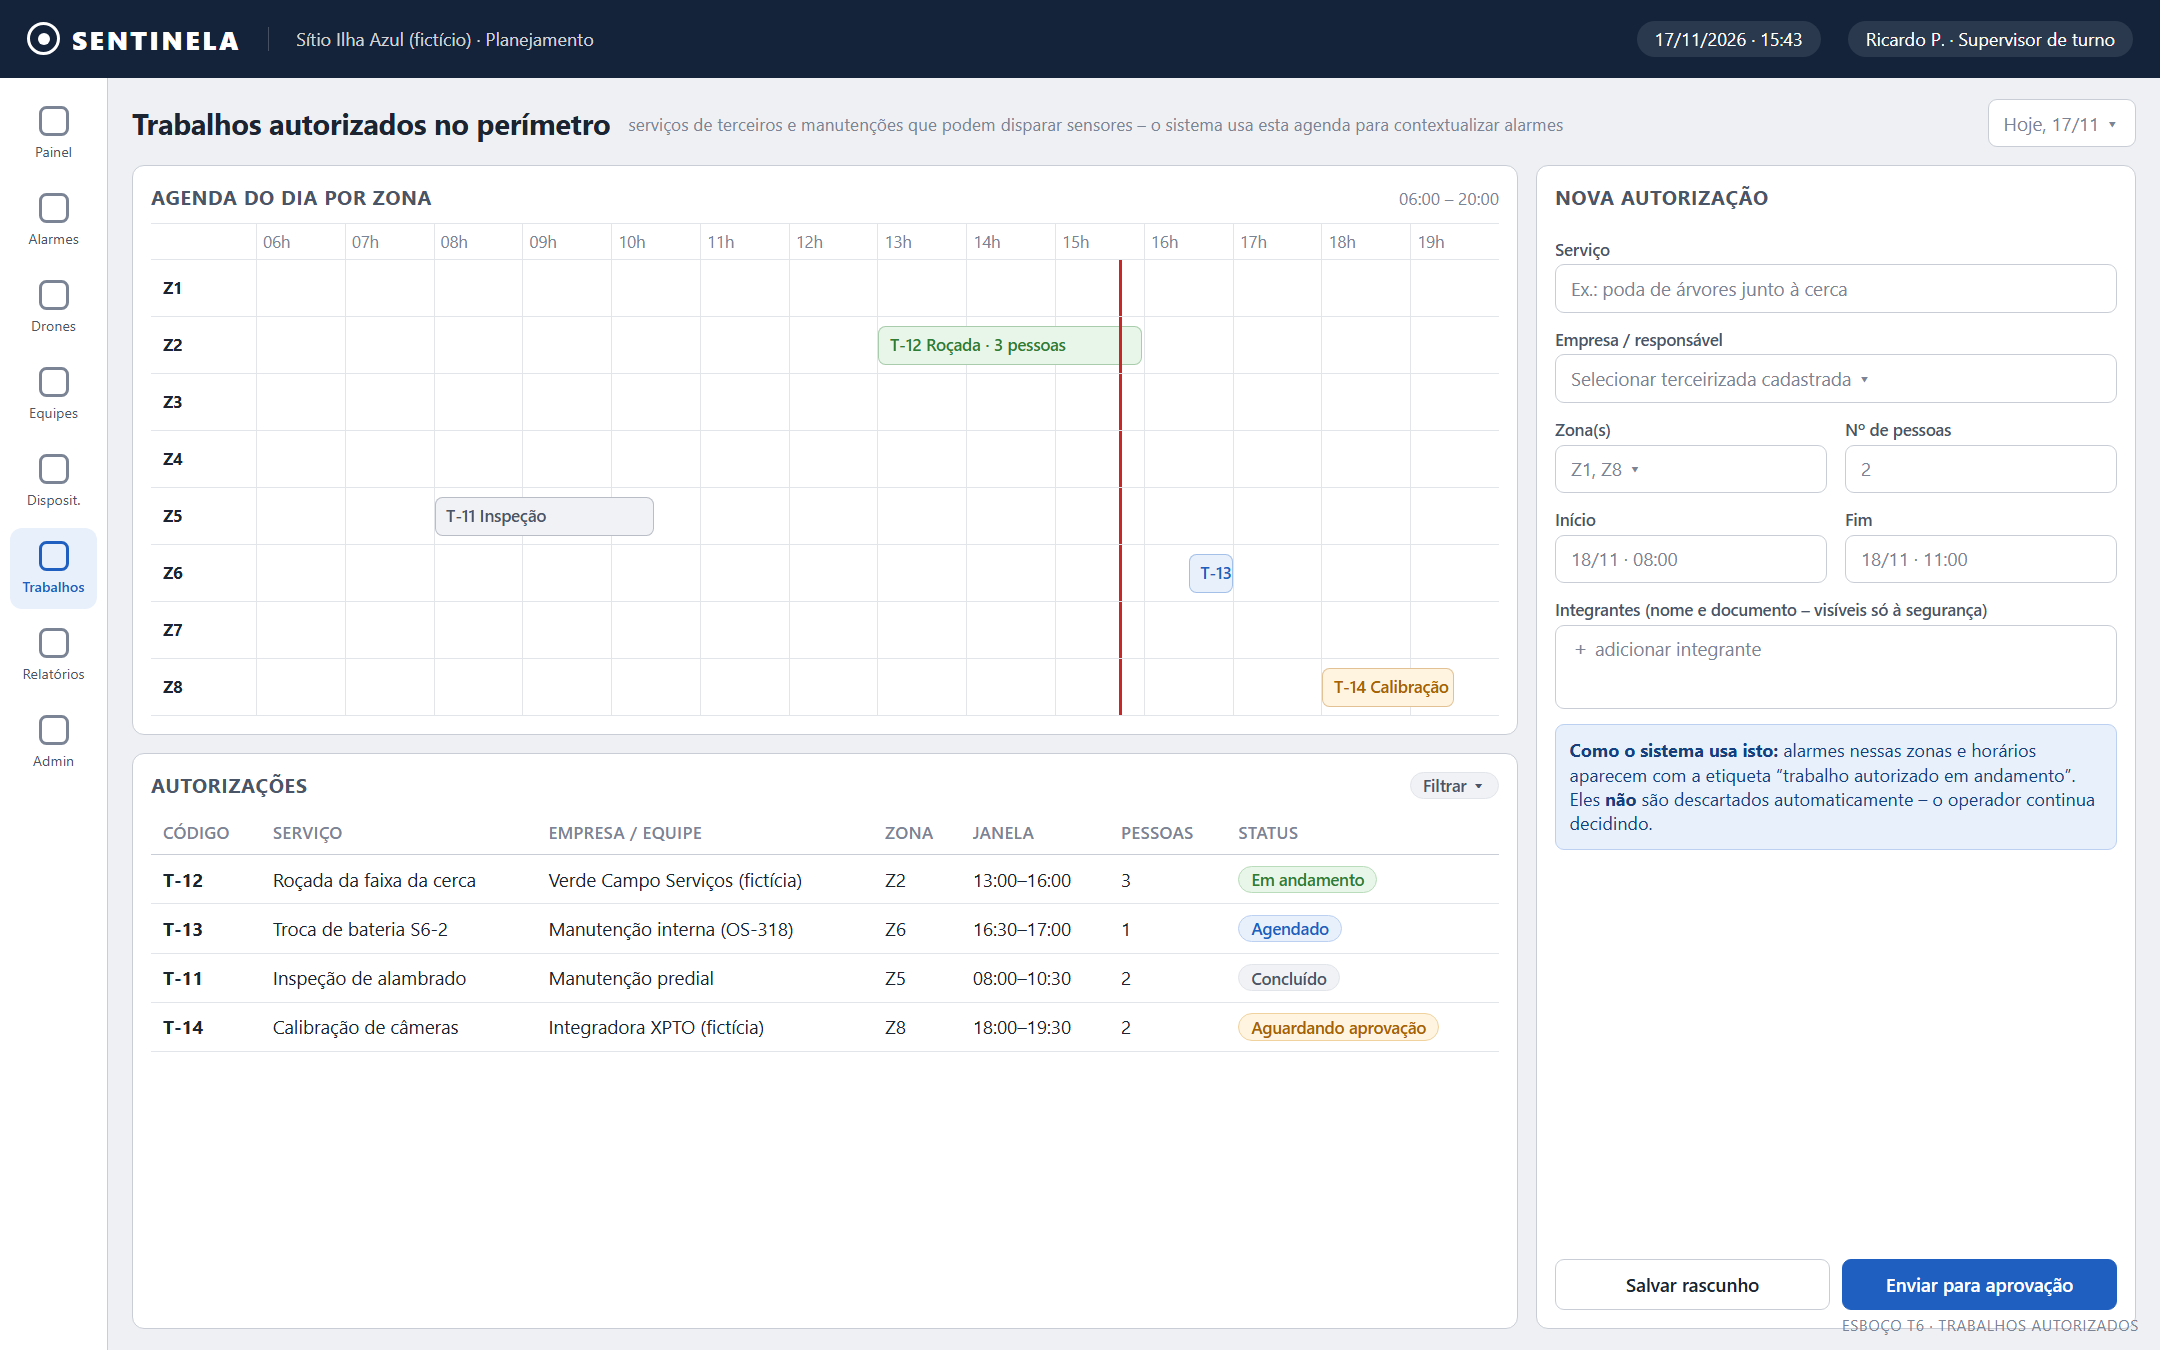 SENTINELA
Sítio Ilha Azul (fictício) · Planejamento
17/11/2026 · 15:43
Ricardo P. · Supervisor de turno
Painel
Alarmes
Drones
Equipes
Disposit.
Trabalhos
Relatórios
Admin
Trabalhos autorizados no perímetro
serviços de terceiros e manutenções que podem disparar sensores – o sistema usa esta agenda para contextualizar alarmes
Hoje, 17/11 ▾
AGENDA DO DIA POR ZONA
06:00 – 20:00
06h 07h 08h 09h 10h 11h 12h 13h 14h 15h 16h 17h 18h 19h
Z1
Z2 T-12 Roçada · 3 pessoas
Z3
Z4
Z5 T-11 Inspeção
Z6 T-13
Z7
Z8 T-14 Calibração
AUTORIZAÇÕES
Filtrar ▾
CÓDIGO SERVIÇO EMPRESA / EQUIPE ZONA JANELA PESSOAS STATUS
T-12 Roçada da faixa da cerca Verde Campo Serviços (fictícia) Z2 13:00–16:00 3 Em andamento
T-13 Troca de bateria S6-2 Manutenção interna (OS-318) Z6 16:30–17:00 1 Agendado
T-11 Inspeção de alambrado Manutenção predial Z5 08:00–10:30 2 Concluído
T-14 Calibração de câmeras Integradora XPTO (fictícia) Z8 18:00–19:30 2 Aguardando aprovação
NOVA AUTORIZAÇÃO
Serviço
Ex.: poda de árvores junto à cerca
Empresa / responsável
Selecionar terceirizada cadastrada ▾
Zona(s) Nº de pessoas
Z1, Z8 ▾ 2
Início Fim
18/11 · 08:00 18/11 · 11:00
Integrantes (nome e documento – visíveis só à segurança)
+ adicionar integrante
Como o sistema usa isto: alarmes nessas zonas e horários
aparecem com a etiqueta “trabalho autorizado em andamento”.
Eles não são descartados automaticamente – o operador continua
decidindo.
Salvar rascunho
Enviar para aprovação
ESBOÇO T6 · TRABALHOS AUTORIZADOS